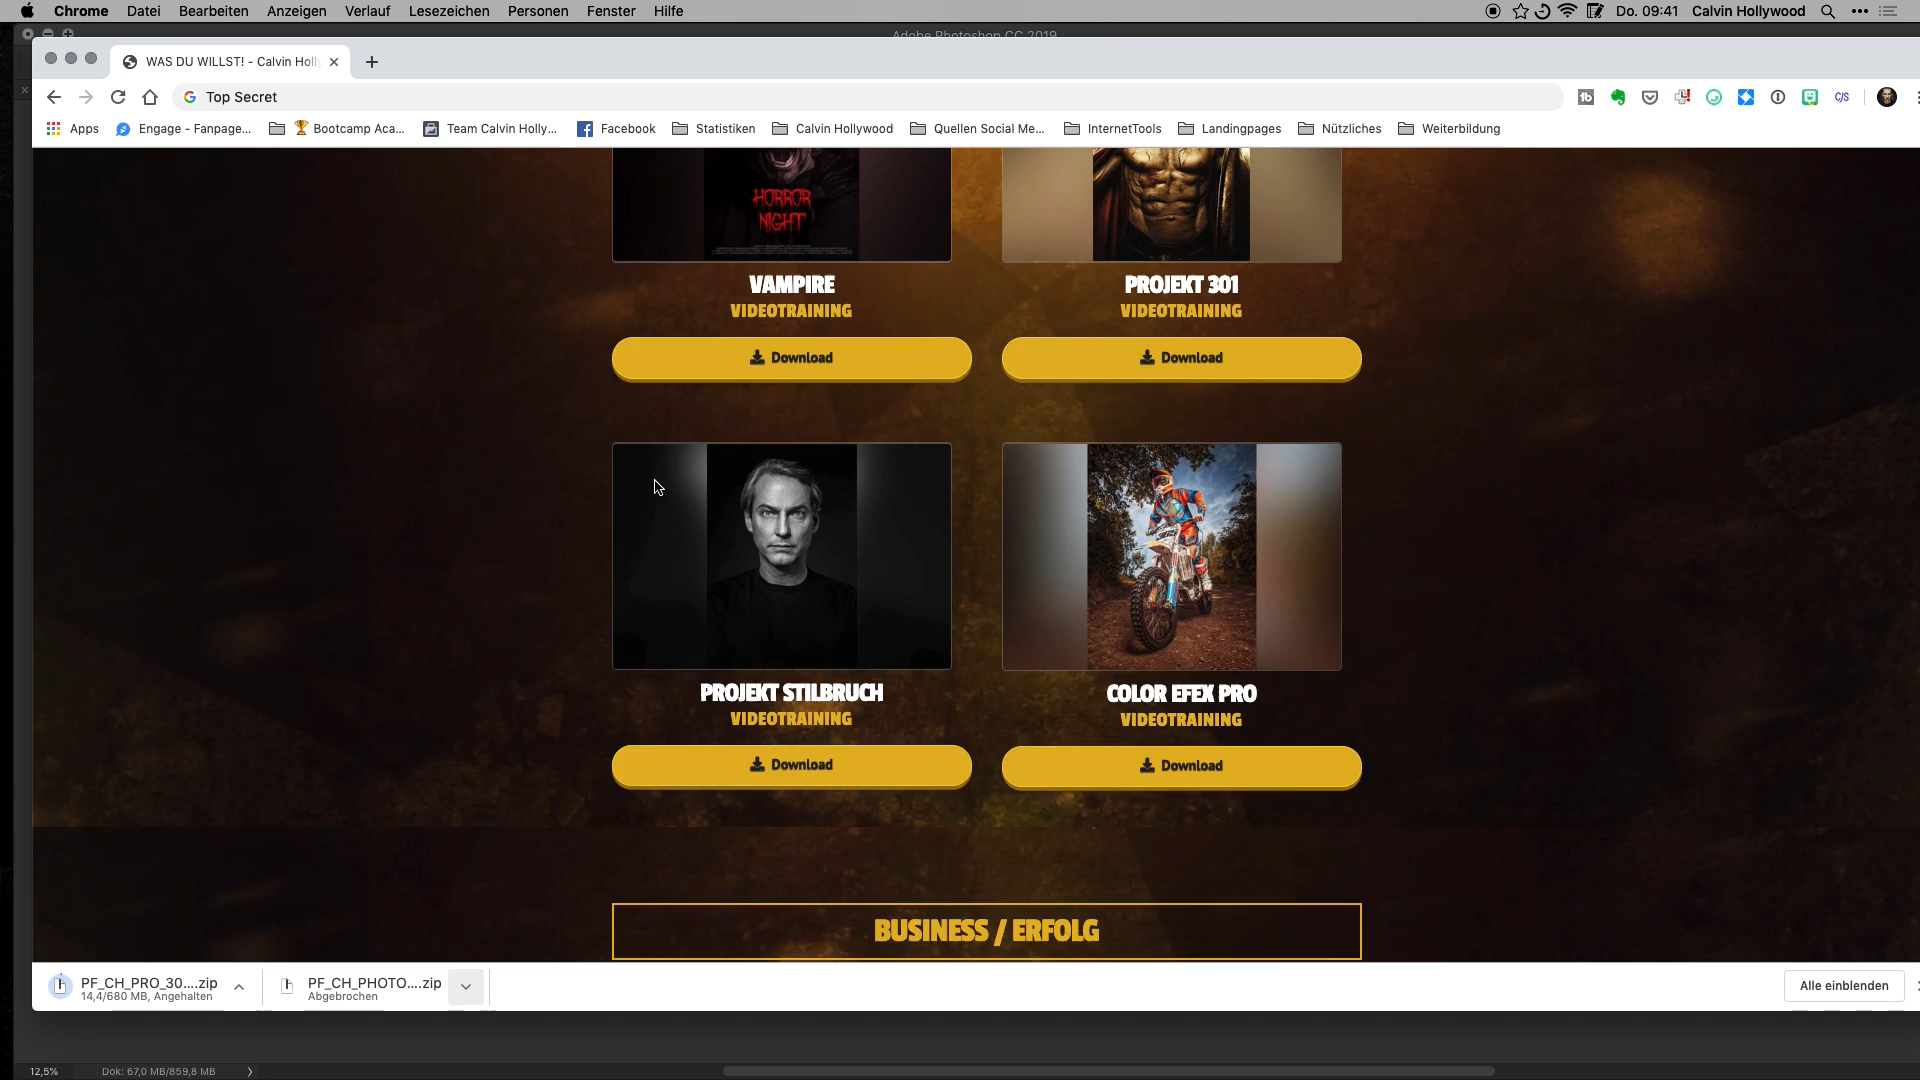 Chrome Datei Bearbeiten Anzeigen Verlauf Lesezeichen Personen Fenster Hilfe Do. 09:41 Calvin Hollywood
Adobe Photoshop CC 2019
WAS DU WILLST! - Calvin Holly
Top Secret
Apps Engage - Fanpage... Bootcamp Aca... Team Calvin Holly... Facebook Statistiken Calvin Hollywood Quellen Social Me... InternetTools Landingpages Nützliches Weiterbildung
HORROR
NIGHT
VAMPIRE PROJEKT 301
VIDEOTRAINING VIDEOTRAINING
Download Download
PROJEKT STILBRUCH COLOR EFEX PRO
VIDEOTRAINING VIDEOTRAINING
Download Download
BUSINESS / ERFOLG
PF_CH_PRO_30....zip PF_CH_PHOTO....zip Alle einblenden
14,4/680 MB, Angehalten Abgebrochen
12,5% Dok: 67,0 MB/859,8 MB